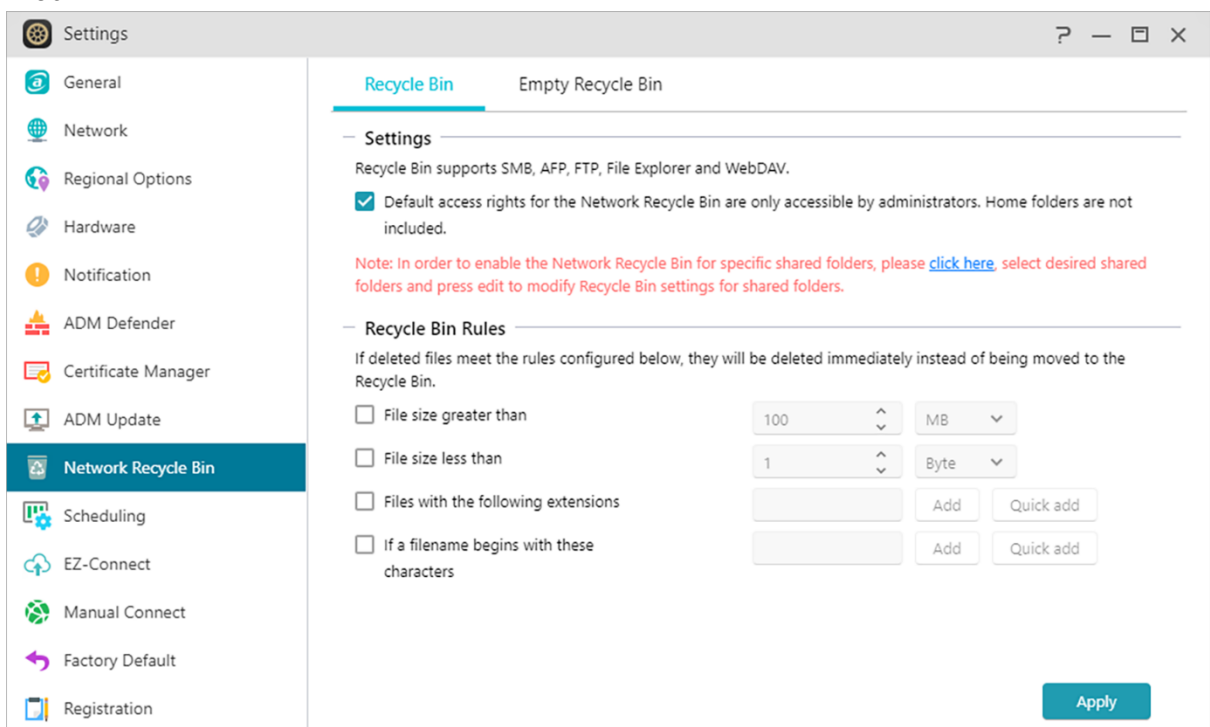 Settings
General
Network
Regional Options
Hardware
Notification
ADM Defender
Certificate Manager
ADM Update
Network Recycle Bin
Scheduling
EZ-Connect
Manual Connect
Factory Default
Registration
Recycle Bin
Empty Recycle Bin
Settings
Recycle Bin supports SMB, AFP, FTP, File Explorer and WebDAV.
Default access rights for the Network Recycle Bin are only accessible by administrators. Home folders are not
included.
Note: In order to enable the Network Recycle Bin for specific shared folders, please click here, select desired shared
folders and press edit to modify Recycle Bin settings for shared folders.
Recycle Bin Rules
If deleted files meet the rules configured below, they will be deleted immediately instead of being moved to the
Recycle Bin.
File size greater than 100 MB
File size less than 1 Byte
Files with the following extensions Add Quick add
If a filename begins with these Add Quick add
characters
Apply